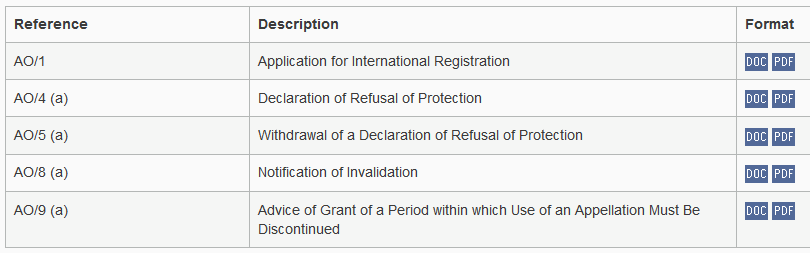 Reference Description Format
AO/1 Application for International Registration DOC PDF
AO/4 (a) Declaration of Refusal of Protection DOC PDF
AO/5 (a) Withdrawal of a Declaration of Refusal of Protection DOC PDF
AO/8 (a) Notification of Invalidation DOC PDF
AO/9 (a) Advice of Grant of a Period within which Use of an Appellation Must Be DOC PDF
Discontinued